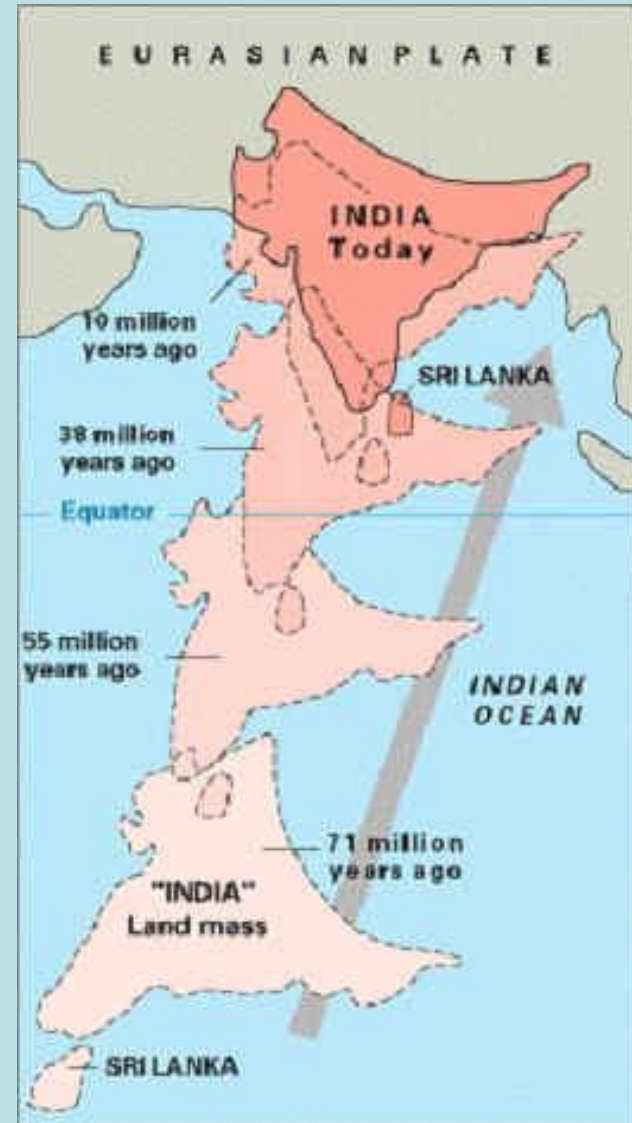 EURASIAN PLATE
INDIA
Today
10 million
years ago
SRI LANKA
38 million
years ago
Equator
55 million
years ago
INDIAN
OCEAN
71 million
years ago
"INDIA"
Land mass
SRI LANKA